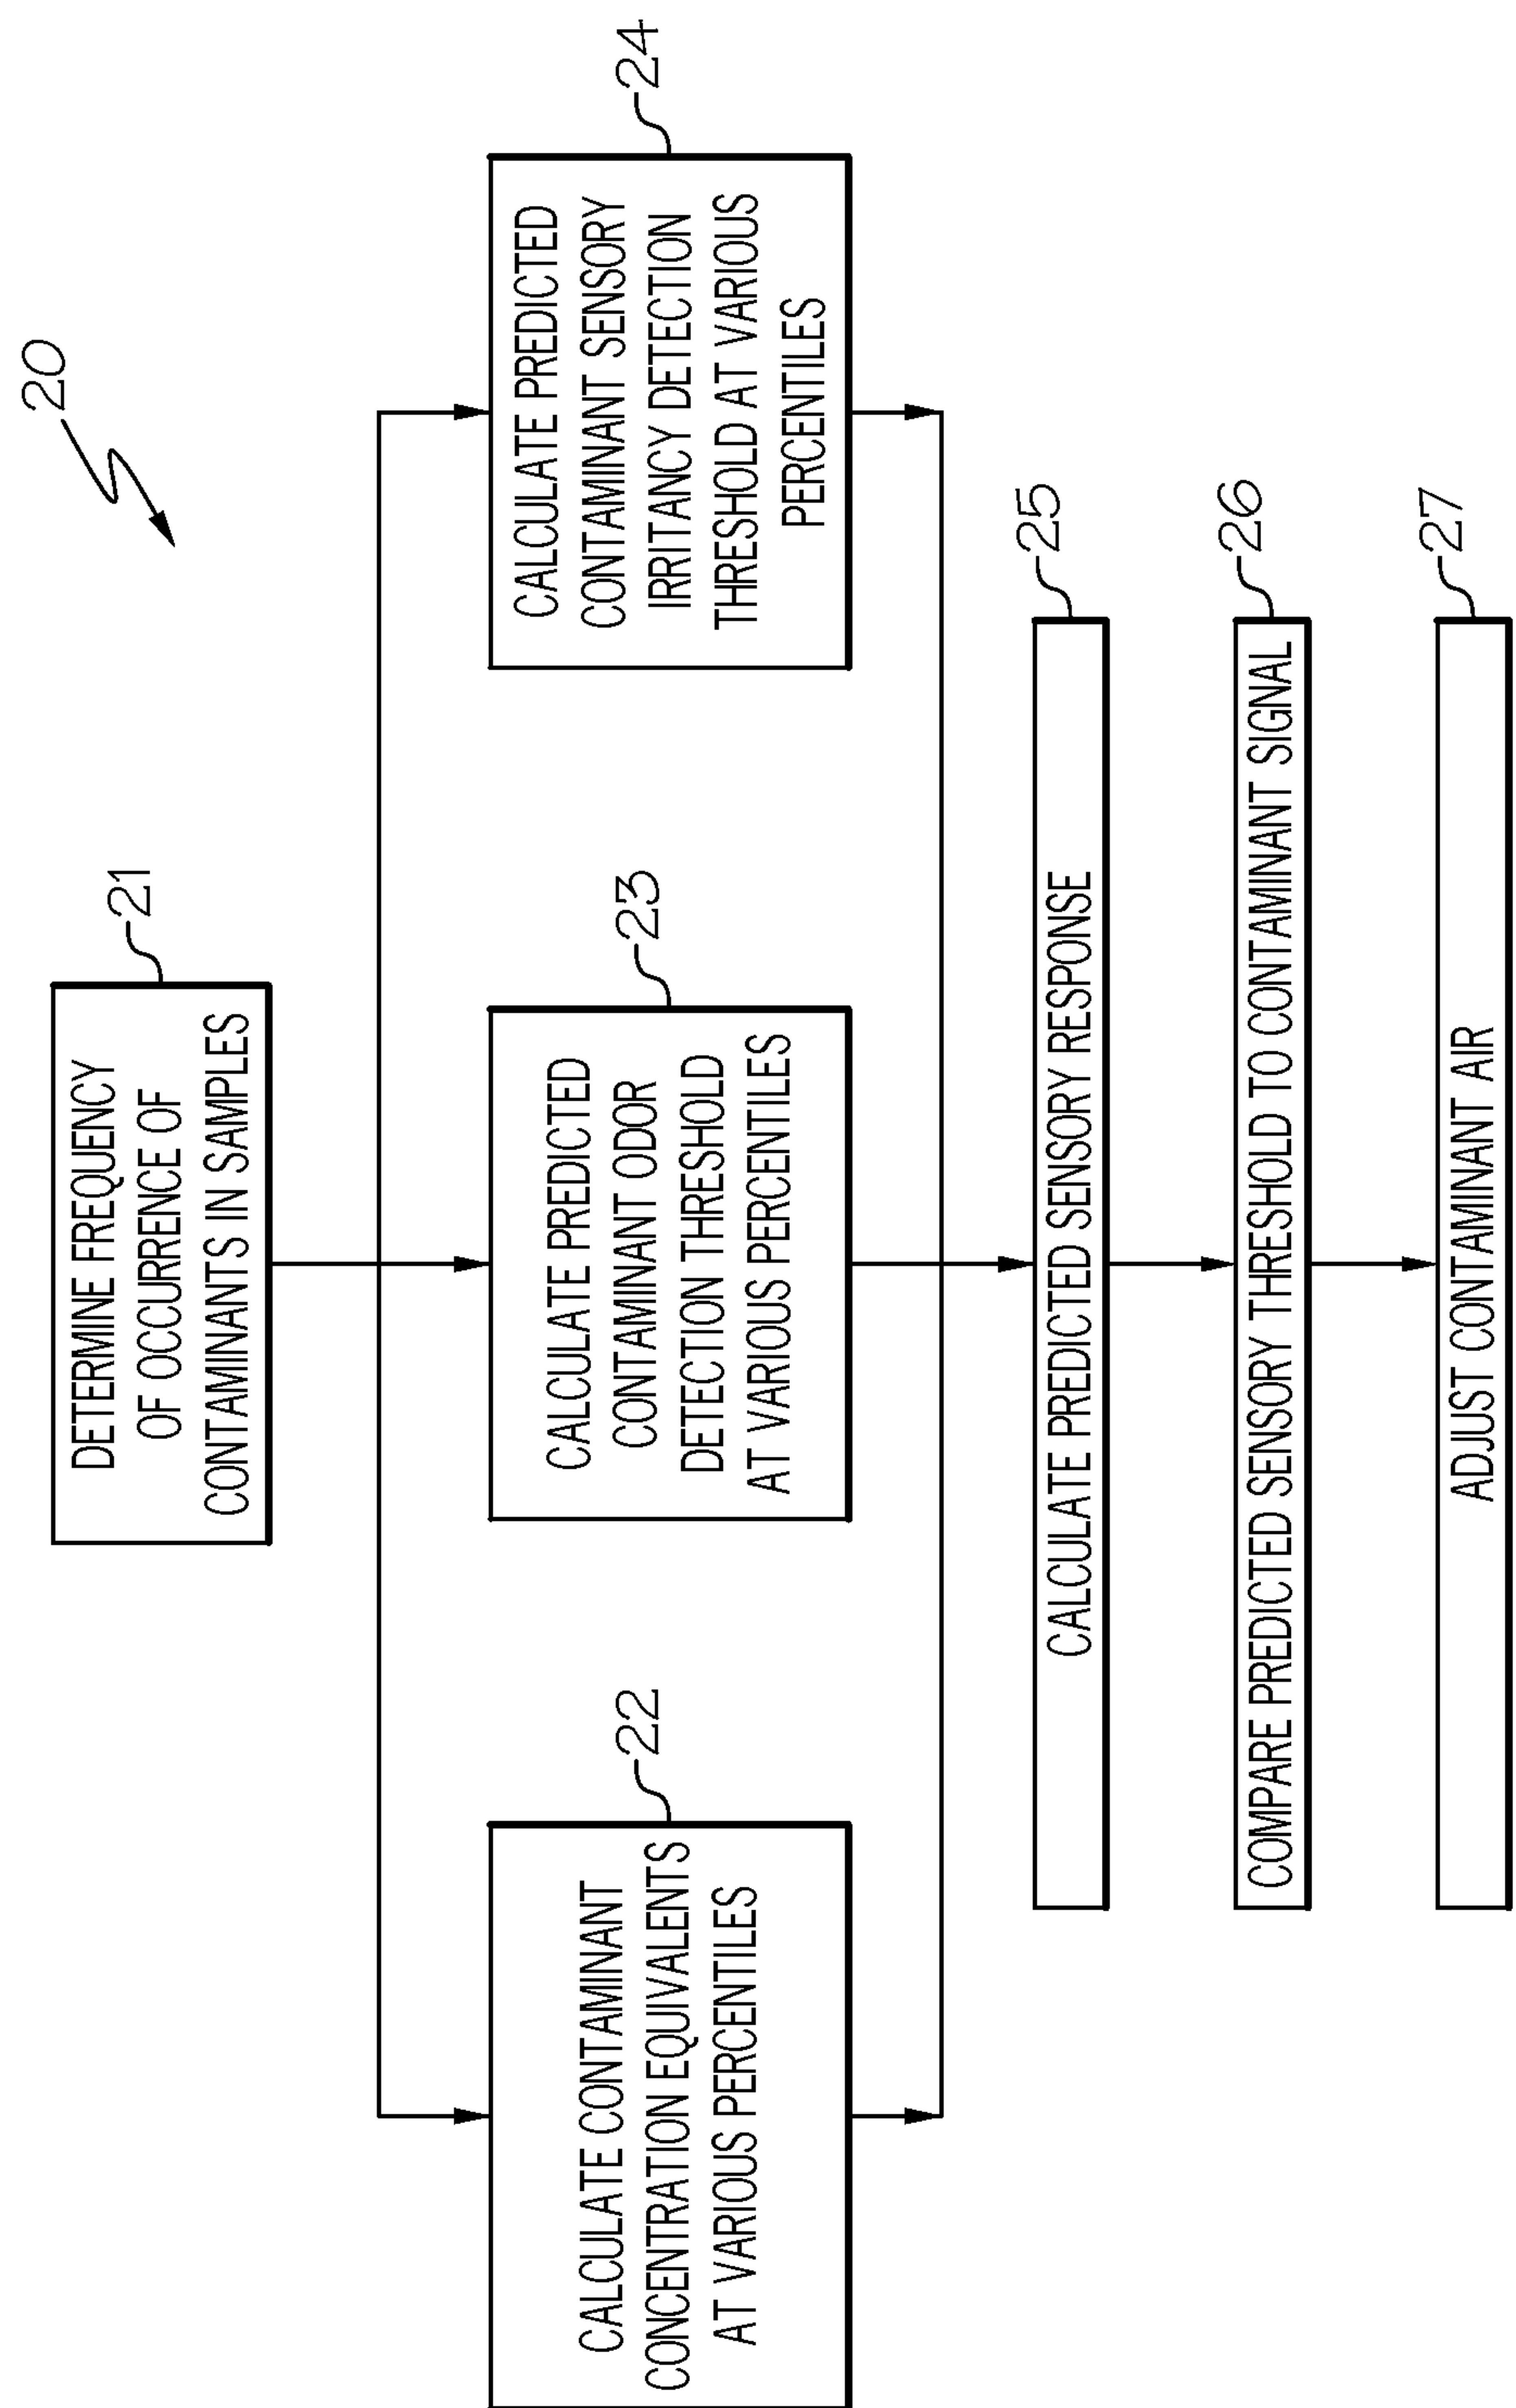 20
DETERMINE FREQUENCY
OF OCCURRENCE OF
CONTAMINANTS IN SAMPLES
21
CALCULATE CONTAMINANT
CONCENTRATION EQUIVALENTS
AT VARIOUS PERCENTILES
22
CALCULATE PREDICTED
CONTAMINANT ODOR
DETECTION THRESHOLD
AT VARIOUS PERCENTILES
23
CALCULATE PREDICTED
CONTAMINANT SENSORY
IRRITANCY DETECTION
THRESHOLD AT VARIOUS
PERCENTILES
24
CALCULATE PREDICTED SENSORY RESPONSE
25
COMPARE PREDICTED SENSORY THRESHOLD TO CONTAMINANT SIGNAL
26
ADJUST CONTAMINANT AIR
27